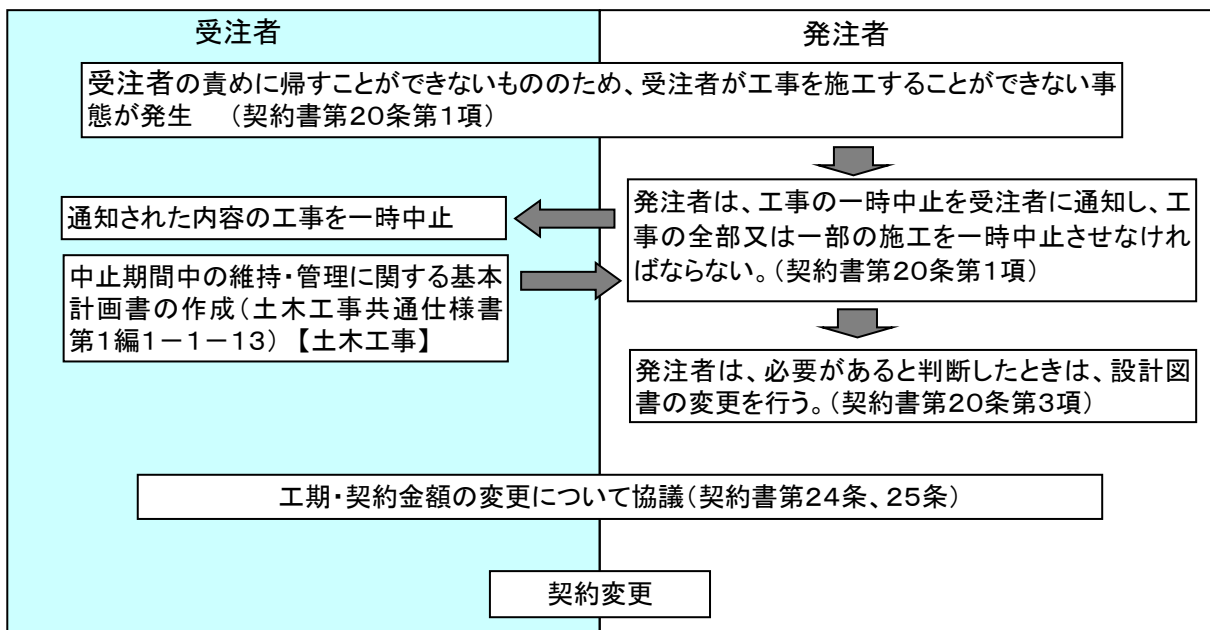 受注者
発注者
受注者の責めに帰すことができないもののため、受注者が工事を施工することができない事
態が発生　（契約書第２０条第１項）
通知された内容の工事を一時中止
発注者は、工事の一時中止を受注者に通知し、工
事の全部又は一部の施工を一時中止させなけれ
ばならない。（契約書第２０条第１項）
中止期間中の維持・管理に関する基本
計画書の作成（土木工事共通仕様書
第１編１－１－１３）【土木工事】
発注者は、必要があると判断したときは、設計図
書の変更を行う。（契約書第２０条第３項）
工期・契約金額の変更について協議（契約書第２４条、２５条）
契約変更